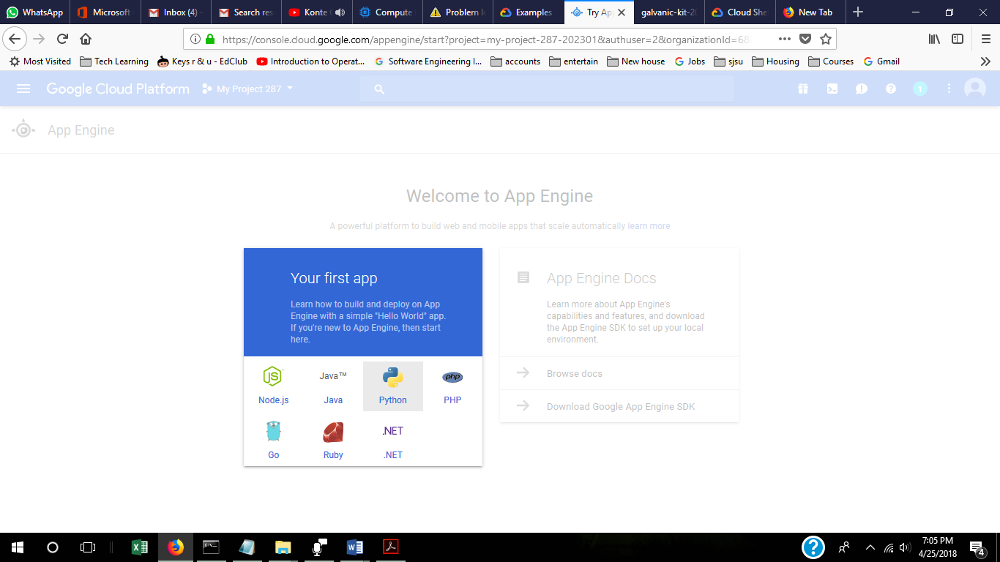 WhatsApp
Microsoft
Inbox (4) -
Search res
Konte
Compute
Problem l
Examples
Try Ap
galvanic-kit-20
Cloud She
New Tab
https://console.cloud.google.com/appengine/start?project=my-project-287-202301&authuser=2&organizationId=68
Most Visited
Tech Learning
Keys r & u - EdClub
Introduction to Operat...
Software Engineering I...
accounts
entertain
New house
Jobs
sjsu
Housing
Courses
Gmail
Google Cloud Platform
My Project 287
1
App Engine
Welcome to App Engine
A powerful platform to build web and mobile apps that scale automatically learn more
Your first app
Learn how to build and deploy on App
Engine with a simple "Hello World" app.
If you're new to App Engine, then start
here.
JS
Java™
php
Node.js
Java
Python
PHP
.NET
Go
Ruby
.NET
App Engine Docs
Learn more about App Engine's
capabilities and features, and download
the App Engine SDK to set up your local
environment.
Browse docs
Download Google App Engine SDK
7:05 PM
4/25/2018
4